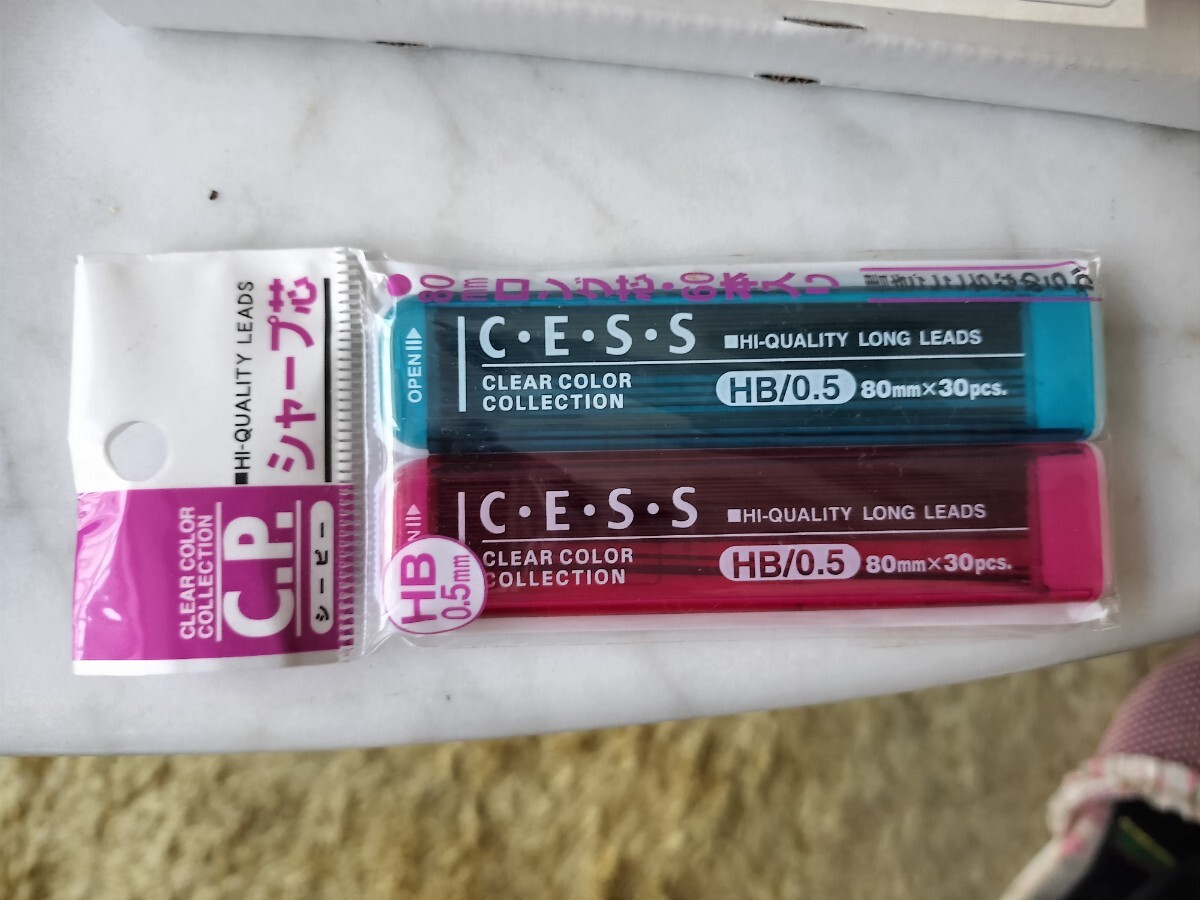 ■HI-QUALITY LEADS
シャープ芯
CLEAR COLOR
COLLECTION
C.P.
シーピー
80mm ロング芯・60本入り
OPEN
C・E・S・S
■HI-QUALITY LONG LEADS
CLEAR COLOR
COLLECTION
HB/0.5
80mm×30pcs.
C・E・S・S
■HI-QUALITY LONG LEADS
CLEAR COLOR
COLLECTION
HB/0.5
80mm×30pcs.
HB
0.5mm